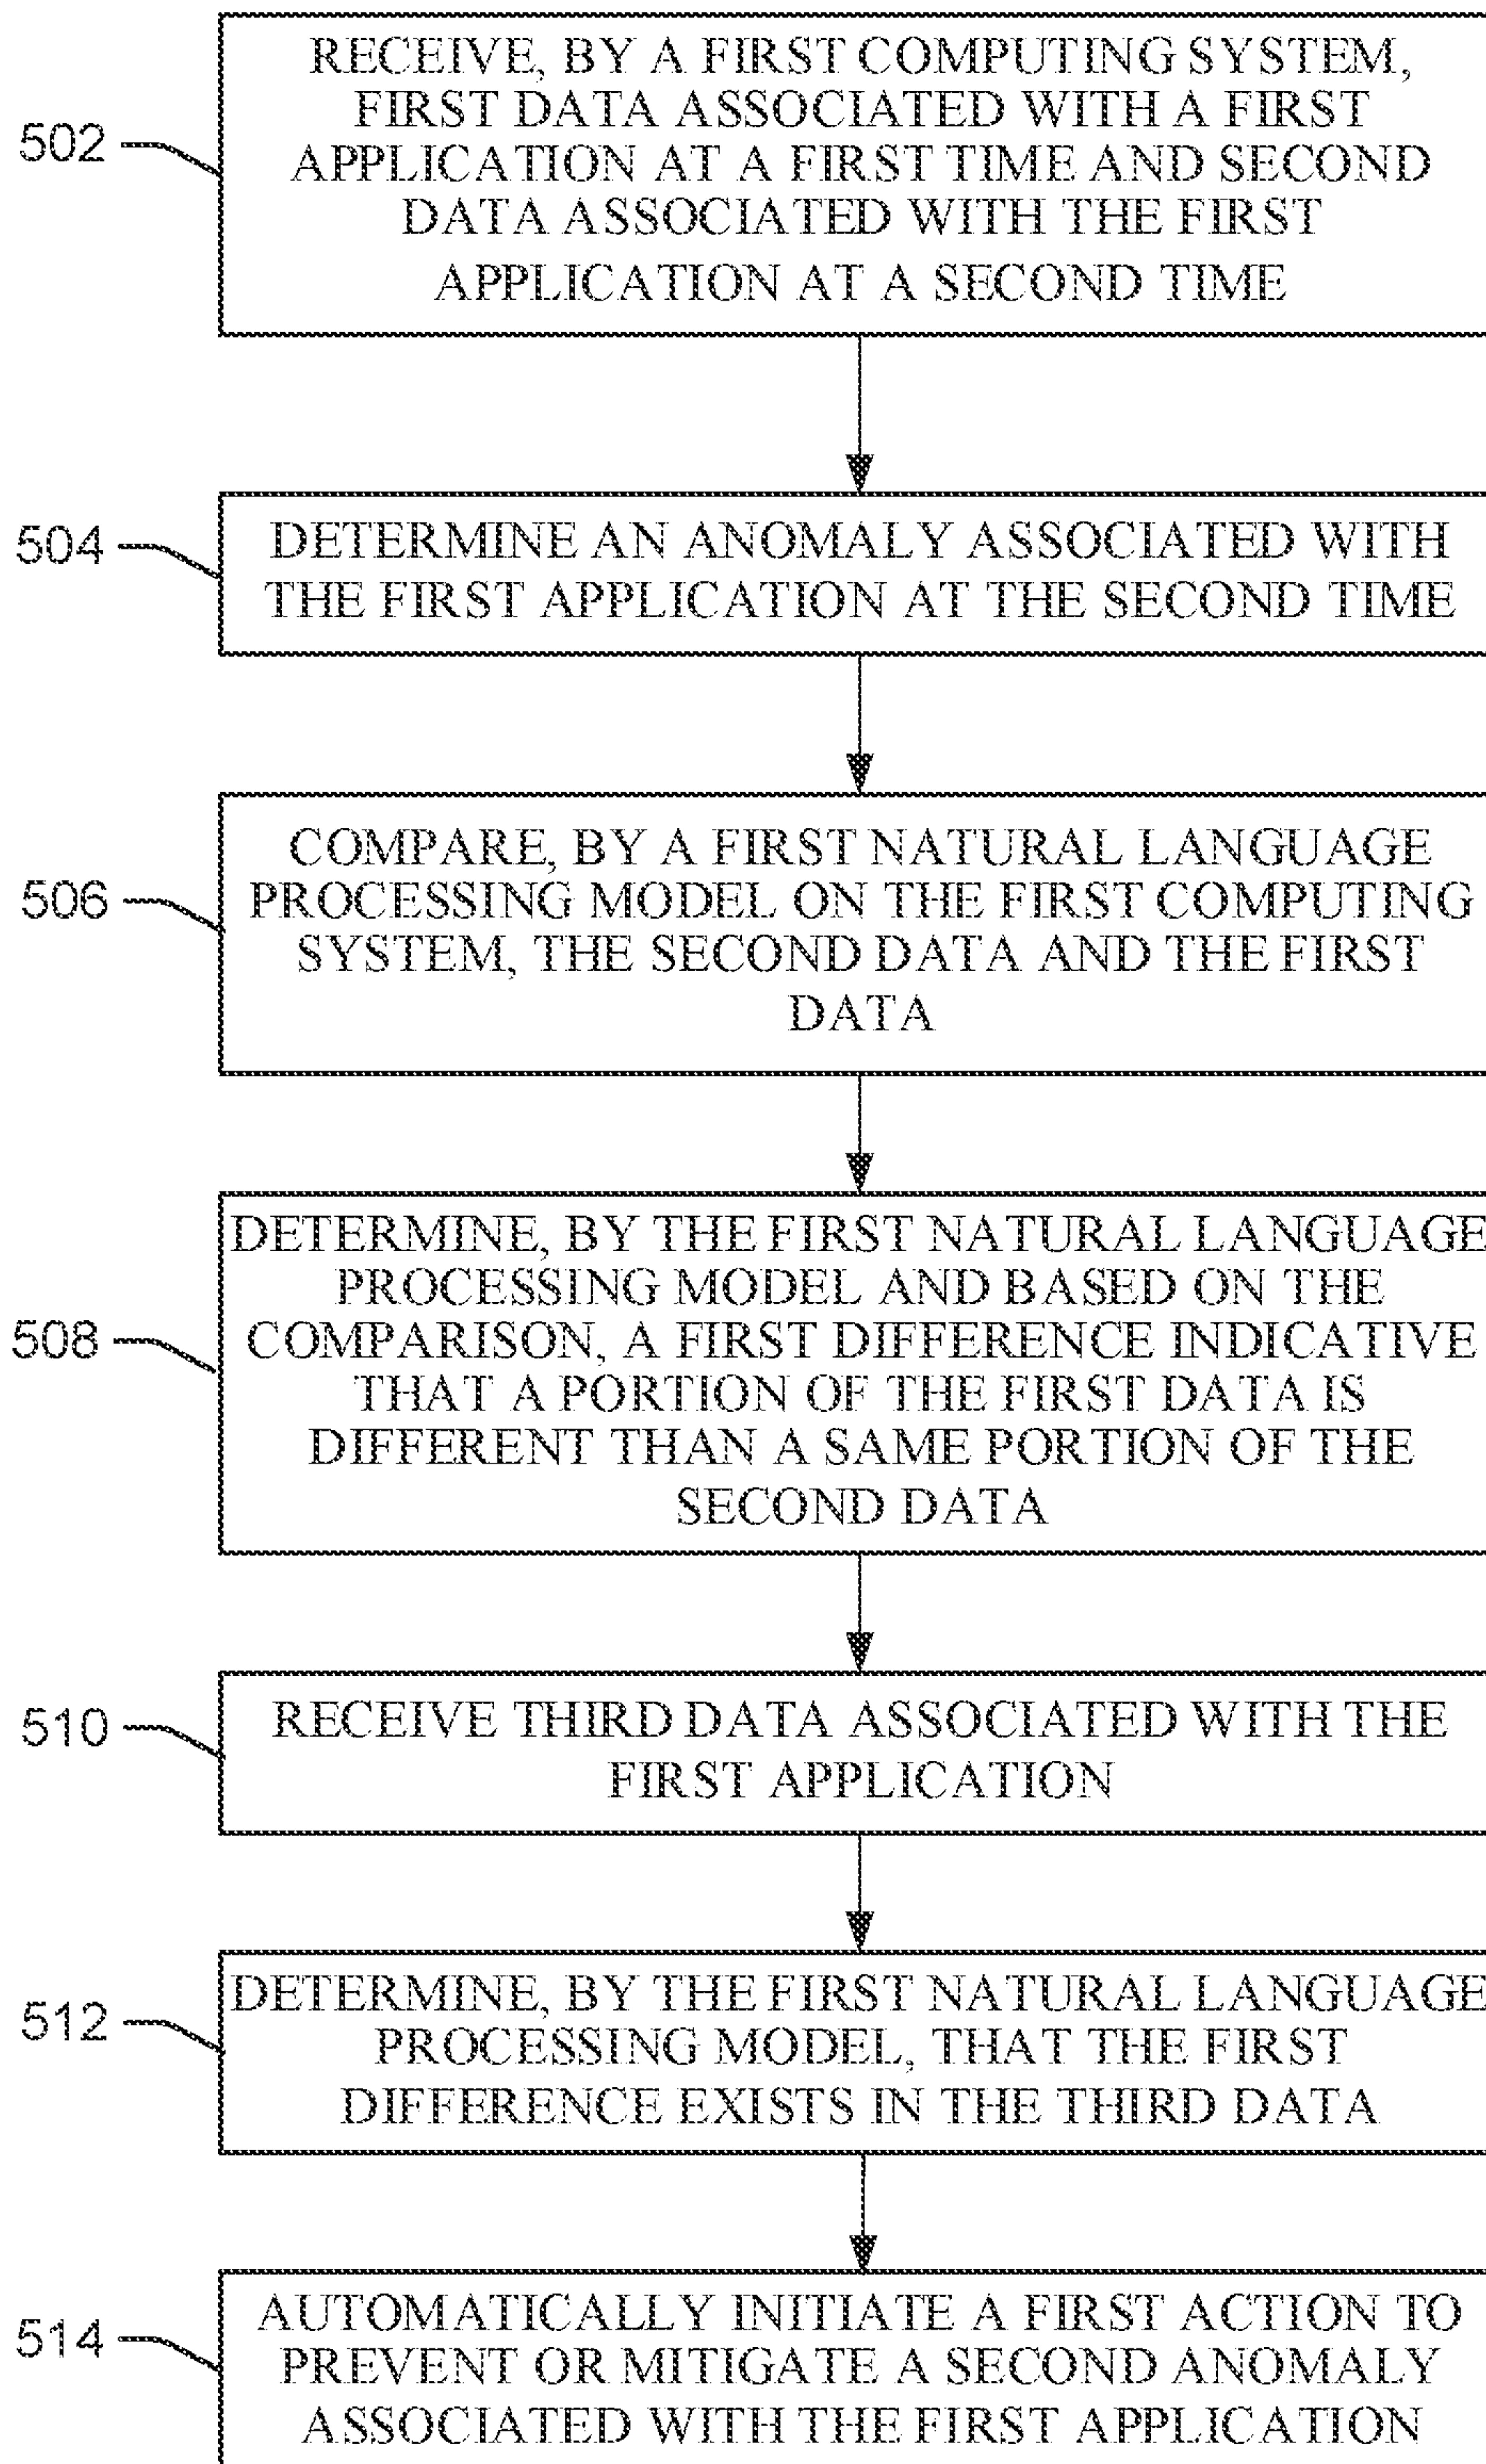 RECEIVE, BY A FIRST COMPUTING SYSTEM,
FIRST DATA ASSOCIATED WITH A FIRST
502
APPLICATION AT A FIRST TIME AND SECOND
DATA ASSOCIATED WITH THE FIRST
APPLICATION AT A SECOND TIME
504
DETERMINE AN ANOMALY ASSOCIATED WITH
THE FIRST APPLICATION AT THE SECOND TIME
COMPARE, BY A FIRST NATURAL LANGUAGE
506
PROCESSING MODEL ON THE FIRST COMPUTING
SYSTEM, THE SECOND DATA AND THE FIRST
DATA
DETERMINE, BY THE FIRST NATURAL LANGUAGE
PROCESSING MODEL AND BASED ON THE
508
COMPARISON, A FIRST DIFFERENCE INDICATIVE
THAT A PORTION OF THE FIRST DATA IS
DIFFERENT THAN A SAME PORTION OF THE
SECOND DATA
510
RECEIVE THIRD DATA ASSOCIATED WITH THE
FIRST APPLICATION
DETERMINE, BY THE FIRST NATURAL LANGUAGE
512
PROCESSING MODEL, THAT THE FIRST
DIFFERENCE EXISTS IN THE THIRD DATA
AUTOMATICALLY INITIATE A FIRST ACTION TO
514
PREVENT OR MITIGATE A SECOND ANOMALY
ASSOCIATED WITH THE FIRST APPLICATION